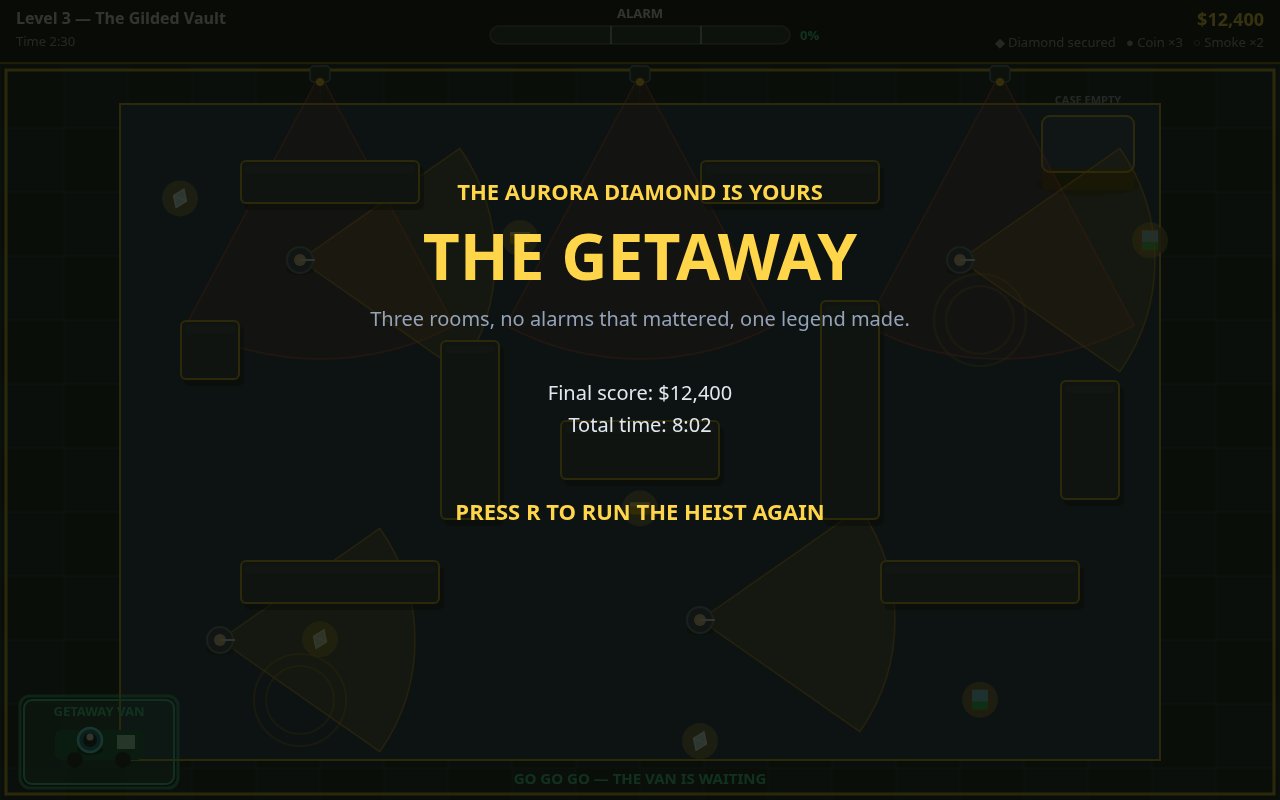 Level 3 — The Gilded Vault
ALARM
$12,400
Time 2:30
0%
◆ Diamond secured ● Coin ×3 ○ Smoke ×2
CASE EMPTY
THE AURORA DIAMOND IS YOURS
THE GETAWAY
Three rooms, no alarms that mattered, one legend made.
Final score: $12,400
Total time: 8:02
PRESS R TO RUN THE HEIST AGAIN
GETAWAY VAN
GO GO GO — THE VAN IS WAITING